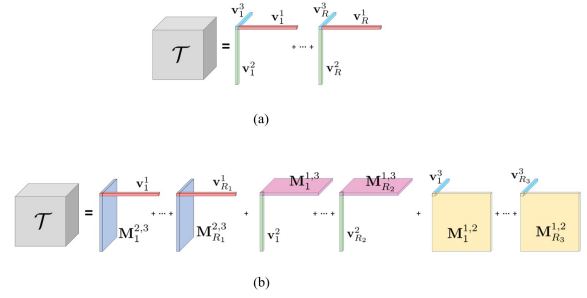 𝒯 = v₁³ v₁¹ v₁² + ··· + v_R³ v_R¹ v_R²
(a)
𝒯 = v₁¹ M₁^{2,3} + ··· + v_{R₁}¹ M_{R₁}^{2,3} + M₁^{1,3} v₁² + ··· + M_{R₂}^{1,3} v_{R₂}² + v₁³ M₁^{1,2} + ··· + v_{R₃}³ M_{R₃}^{1,2}
(b)